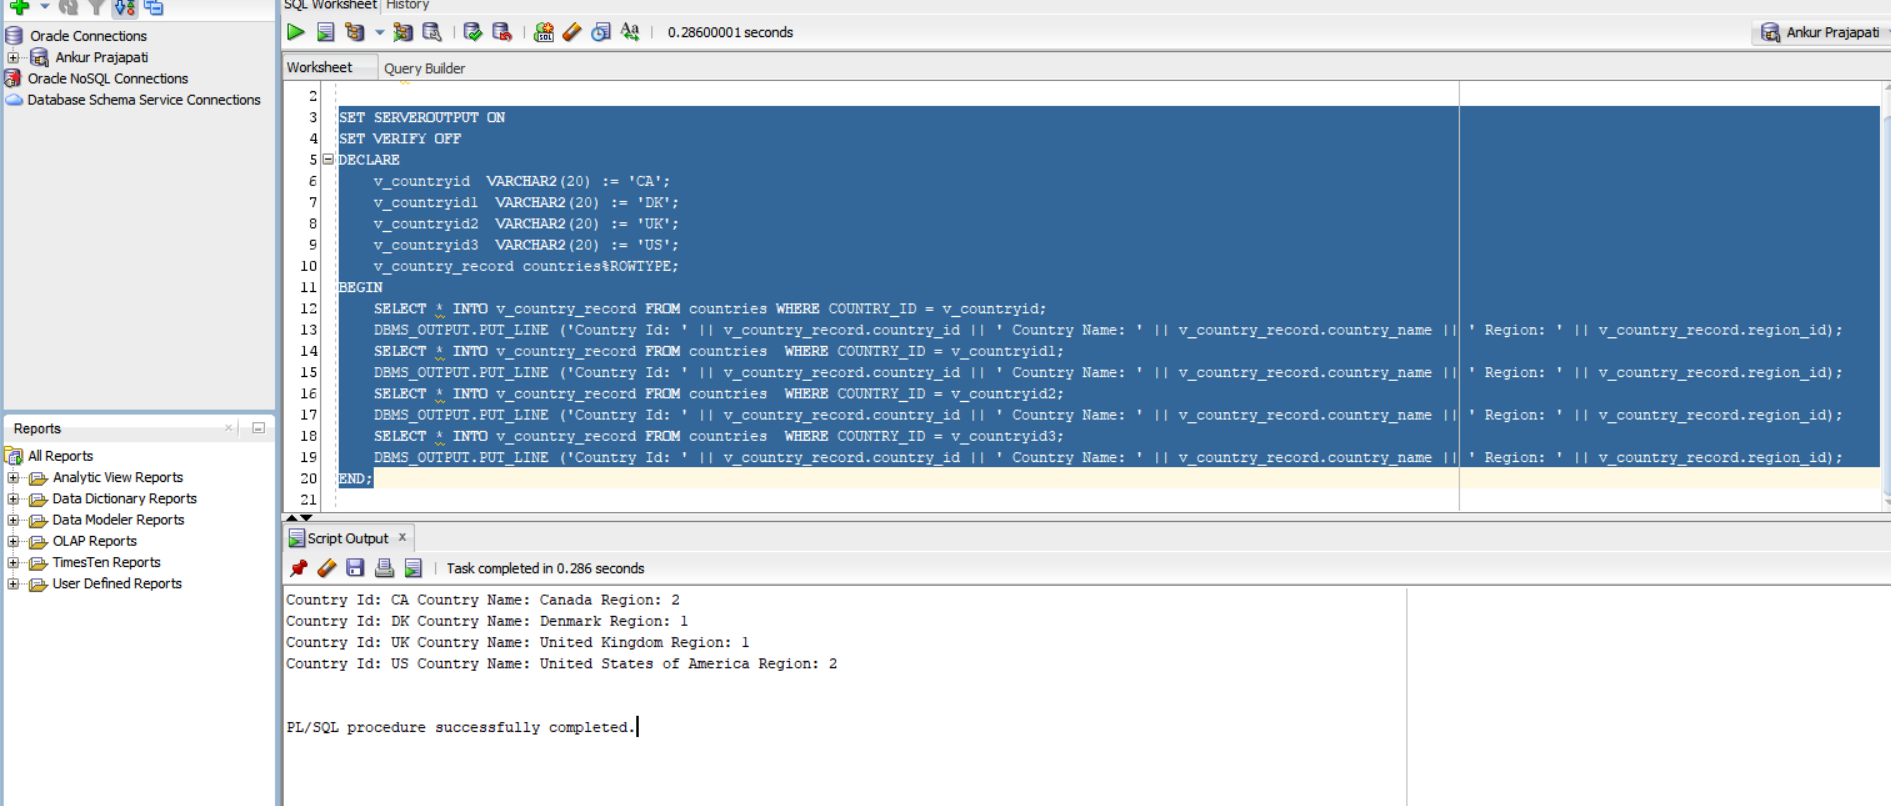 SQL Worksheet History
0.28600001 seconds
Ankur Prajapati
Oracle Connections
Ankur Prajapati
Oracle NoSQL Connections
Database Schema Service Connections
Worksheet Query Builder
2
3 SET SERVEROUTPUT ON
4 SET VERIFY OFF
5 DECLARE
6 v_countryid  VARCHAR2(20) := 'CA';
7 v_countryid1  VARCHAR2(20) := 'DK';
8 v_countryid2  VARCHAR2(20) := 'UK';
9 v_countryid3  VARCHAR2(20) := 'US';
10 v_country_record countries%ROWTYPE;
11 BEGIN
12 SELECT * INTO v_country_record FROM countries WHERE COUNTRY_ID = v_countryid;
13 DBMS_OUTPUT.PUT_LINE ('Country Id: ' || v_country_record.country_id || ' Country Name: ' || v_country_record.country_name || ' Region: ' || v_country_record.region_id);
14 SELECT * INTO v_country_record FROM countries  WHERE COUNTRY_ID = v_countryid1;
15 DBMS_OUTPUT.PUT_LINE ('Country Id: ' || v_country_record.country_id || ' Country Name: ' || v_country_record.country_name || ' Region: ' || v_country_record.region_id);
16 SELECT * INTO v_country_record FROM countries  WHERE COUNTRY_ID = v_countryid2;
17 DBMS_OUTPUT.PUT_LINE ('Country Id: ' || v_country_record.country_id || ' Country Name: ' || v_country_record.country_name || ' Region: ' || v_country_record.region_id);
18 SELECT * INTO v_country_record FROM countries  WHERE COUNTRY_ID = v_countryid3;
19 DBMS_OUTPUT.PUT_LINE ('Country Id: ' || v_country_record.country_id || ' Country Name: ' || v_country_record.country_name || ' Region: ' || v_country_record.region_id);
20 END;
21
Reports
All Reports
Analytic View Reports
Data Dictionary Reports
Data Modeler Reports
OLAP Reports
TimesTen Reports
User Defined Reports
Script Output
Task completed in 0.286 seconds
Country Id: CA Country Name: Canada Region: 2
Country Id: DK Country Name: Denmark Region: 1
Country Id: UK Country Name: United Kingdom Region: 1
Country Id: US Country Name: United States of America Region: 2
PL/SQL procedure successfully completed.